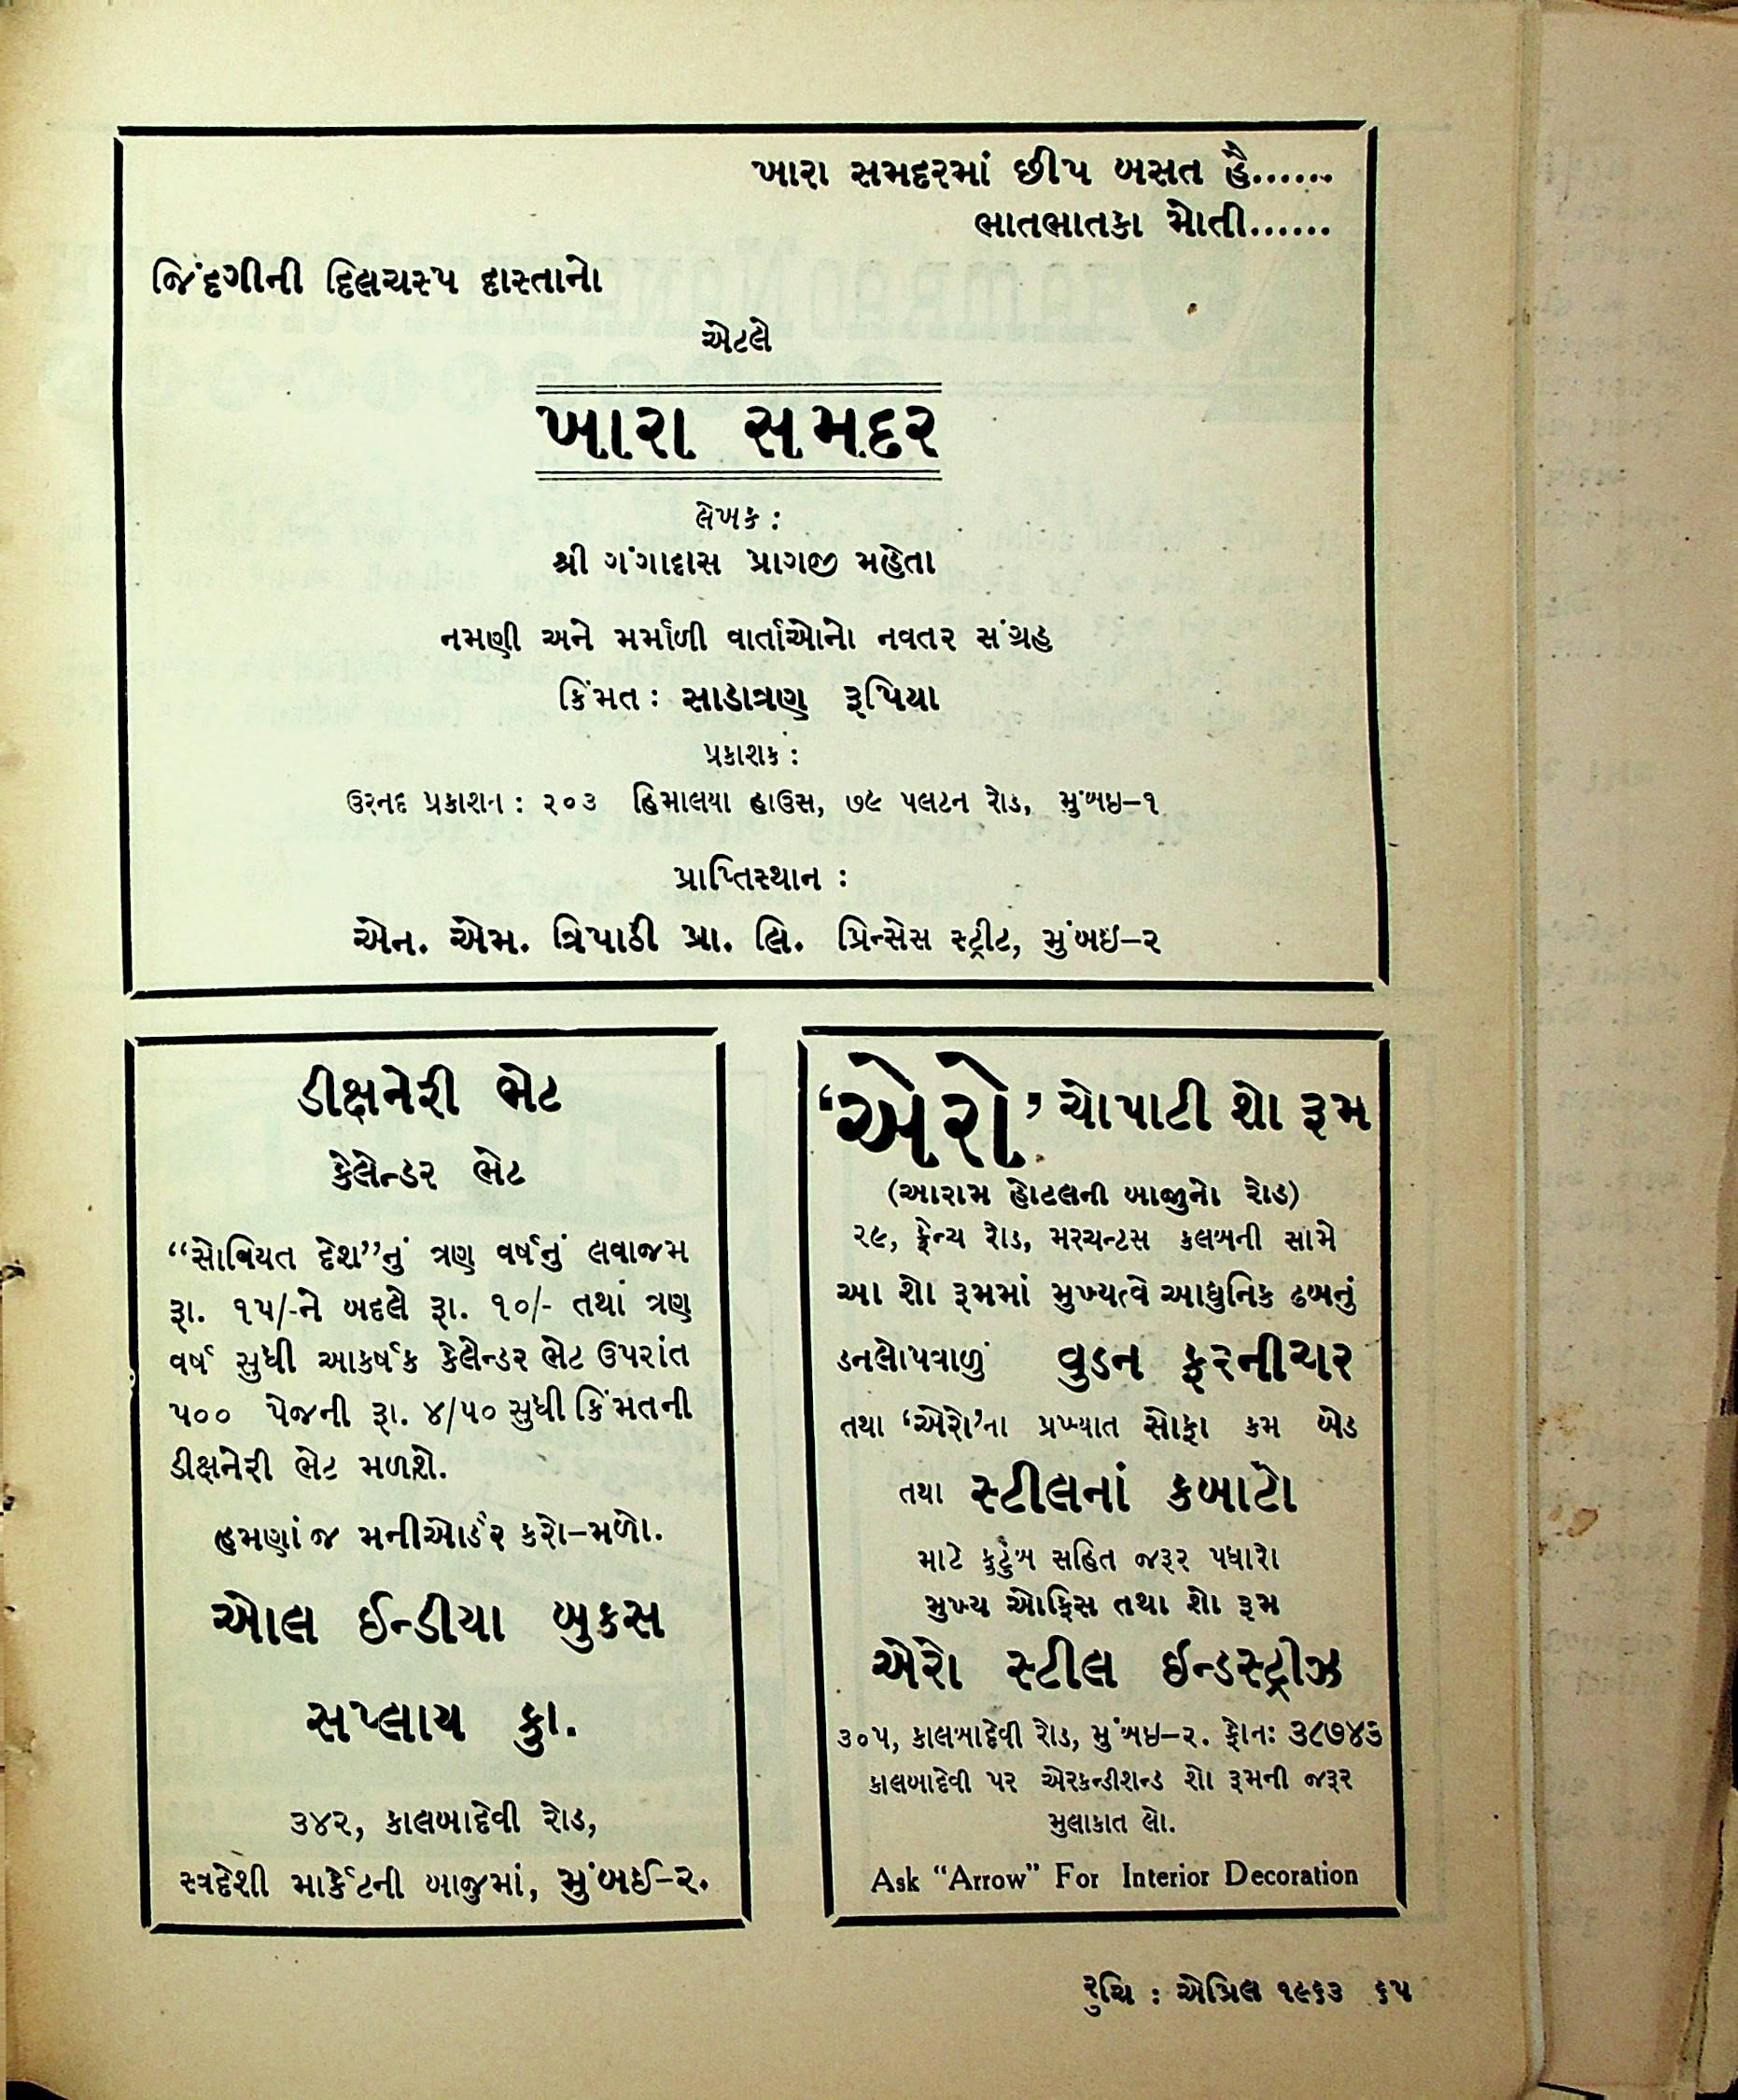 ખારા સમદરમાં છીપ બસત હૈ......
ભાતભાતકા મોતી......
જિંદગીની દિલચસ્પ દાસ્તાનો
એટલે
ખારા સમદર
લેખક :
શ્રી ગંગાદાસ પ્રાગજી મહેતા
નમણી અને મર્માળી વાર્તાઓનો નવતર સંગ્રહ
કિંમત : સાડાત્રણ રૂપિયા
પ્રકાશક :
ઉરનદ પ્રકાશન : ૨૦૩ હિમાલયા હાઉસ, ૭૯ પલટન રોડ, મુંબઇ–૧
પ્રાપ્તિસ્થાન :
એન. એમ. ત્રિપાઠી પ્રા. લિ. પ્રિન્સેસ સ્ટ્રીટ, મુંબઇ–૨
ડીક્ષનેરી ભેટ
કેલેન્ડર ભેટ
“સોવિયત દેશ”નું ત્રણ વર્ષનું લવાજમ
રૂા. ૧૫/-ને બદલે રૂા. ૧૦/- તથા ત્રણ
વર્ષ સુધી આકર્ષક કેલેન્ડર ભેટ ઉપરાંત
૫૦૦ પેજની રૂા. ૪/૫૦ સુધી કિંમતની
ડીક્ષનેરી ભેટ મળશે.
હમણાં જ મનીઓર્ડર કરો–મળો.
ઓલ ઈન્ડીયા બુકસ
સપ્લાય કુા.
૩૪૨, કાલબાદેવી રોડ,
સ્વદેશી માર્કેટની બાજુમાં, મુંબઈ–૨.
‘એરો’ ચોપાટી શો રૂમ
(આરામ હોટલની બાજુનો રોડ)
૨૯, ફ્રેન્ચ રોડ, મરચન્ટસ કલબની સામે
આ શો રૂમમાં મુખ્યત્વે આધુનિક ઢબનું
ડનલોપવાળું વુડન ફરનીચર
તથા ‘એરો’ના પ્રખ્યાત સોફા કમ બેડ
તથા સ્ટીલનાં કબાટો
માટે કુટુંબ સહિત જરૂર પધારો
મુખ્ય ઓફિસ તથા શો રૂમ
એરો સ્ટીલ ઇન્ડસ્ટ્રીઝ
૩૦૫, કાલબાદેવી રોડ, મુંબઇ–૨. ફોનઃ ૩૮૭૪૬
કાલબાદેવી પર એરકન્ડીશન્ડ શો રૂમની જરૂર
મુલાકાત લો.
Ask “Arrow” For Interior Decoration
રુચિ : એપ્રિલ ૧૯૬૩ ૬૫